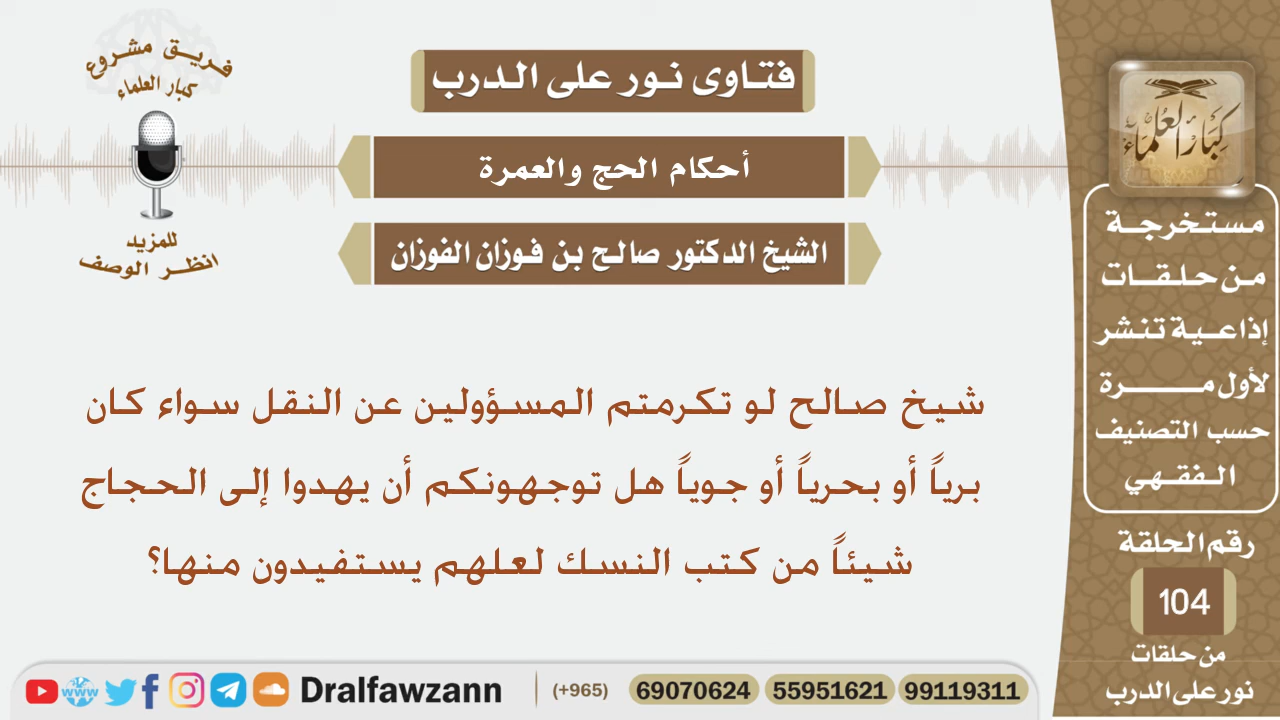 فريق مشروع
كبار العلماء
للمزيد
انظر الوصف
فتاوى نور على الدرب
أحكام الحج والعمرة
الشيخ الدكتور صالح بن فوزان الفوزان
شيخ صالح لو تكرمتم المسؤولين عن النقل سواء كان
برياً أو بحرياً أو جوياً هل توجهونكم أن يهدوا إلى الحجاج
شيئاً من كتب النسك لعلهم يستفيدون منها؟
كبار العلماء
مستخرجة
من حلقات
إذاعية تنشر
لأول مرة
حسب التصنيف
الفقهي
رقم الحلقة
104
من حلقات
نور على الدرب
www
Dralfawzann
(+965) 69070624 55951621 99119311